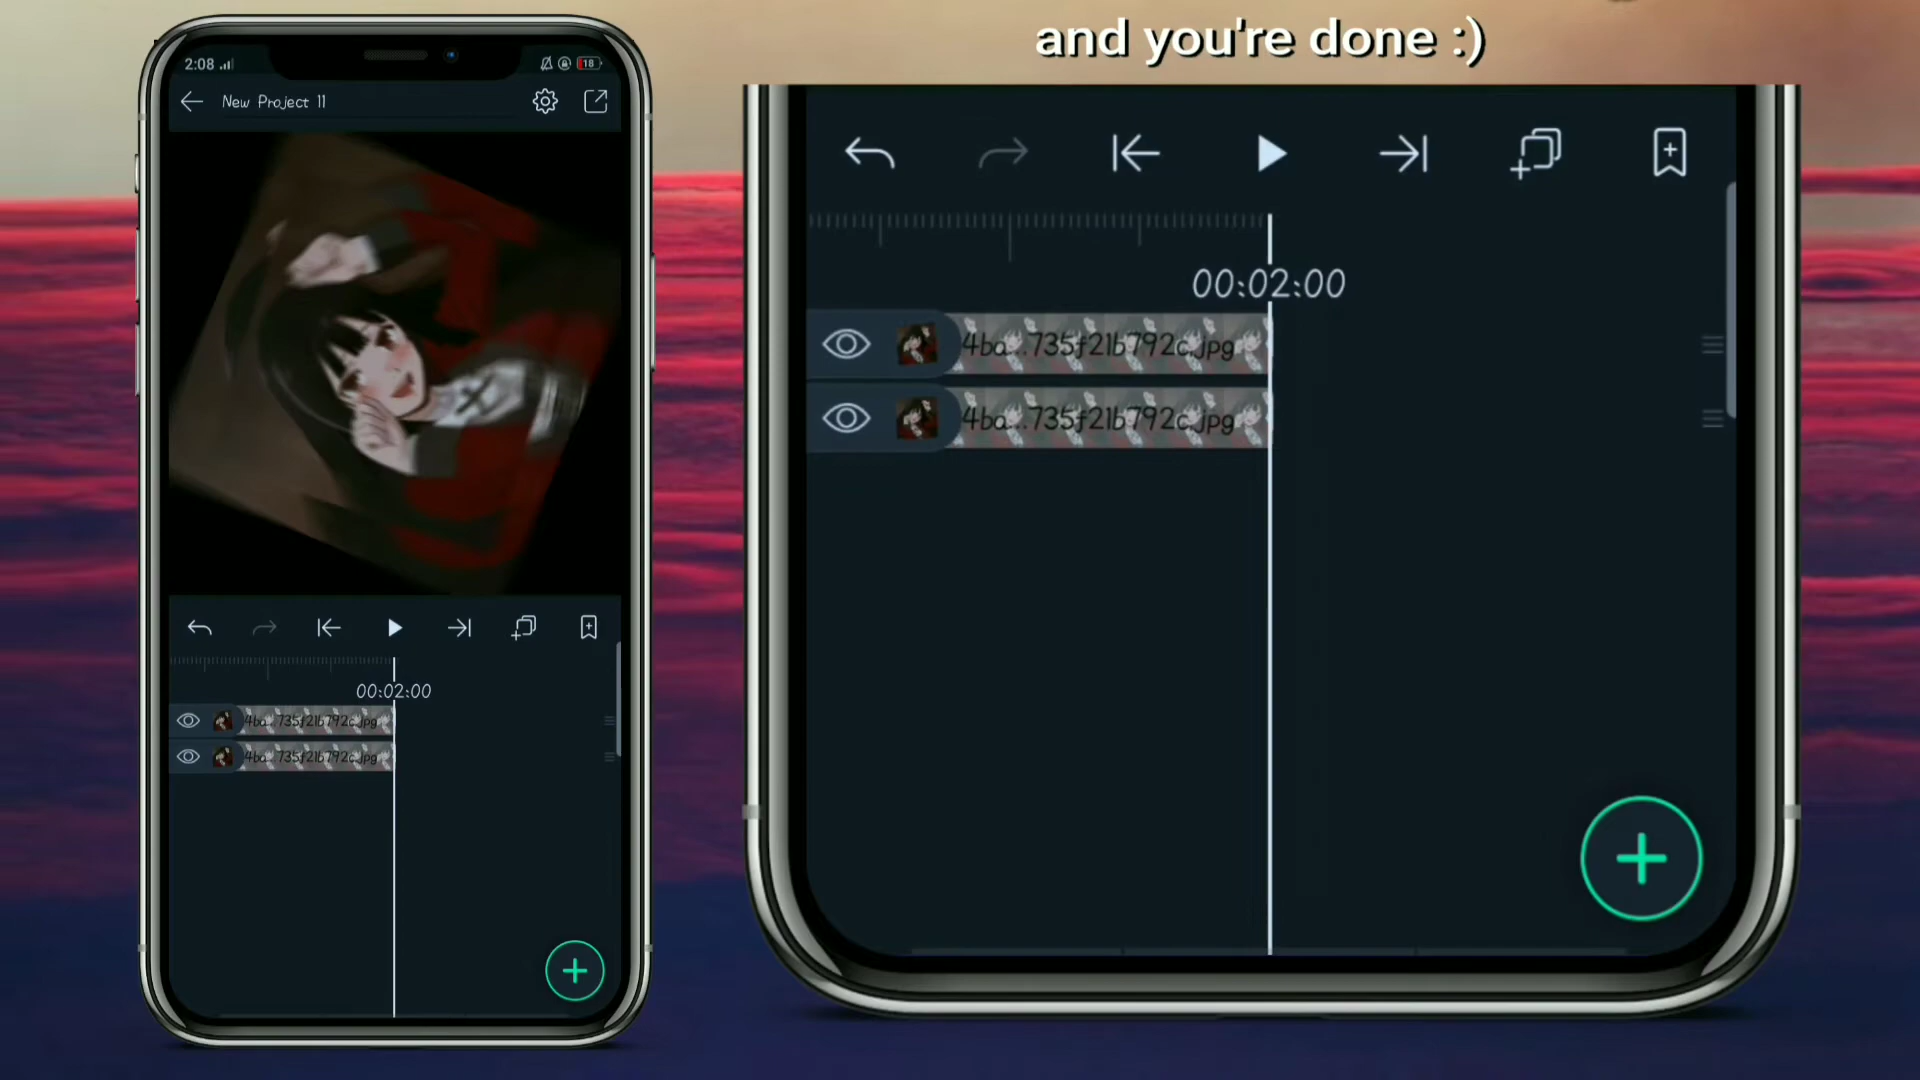 and you're done :)
2:08
18
New Project 11
00:02:00
4ba...735f21b792c.jpg
4ba...735f21b792c.jpg
00:02:00
4ba...735f21b792c.jpg
4ba...735f21b792c.jpg